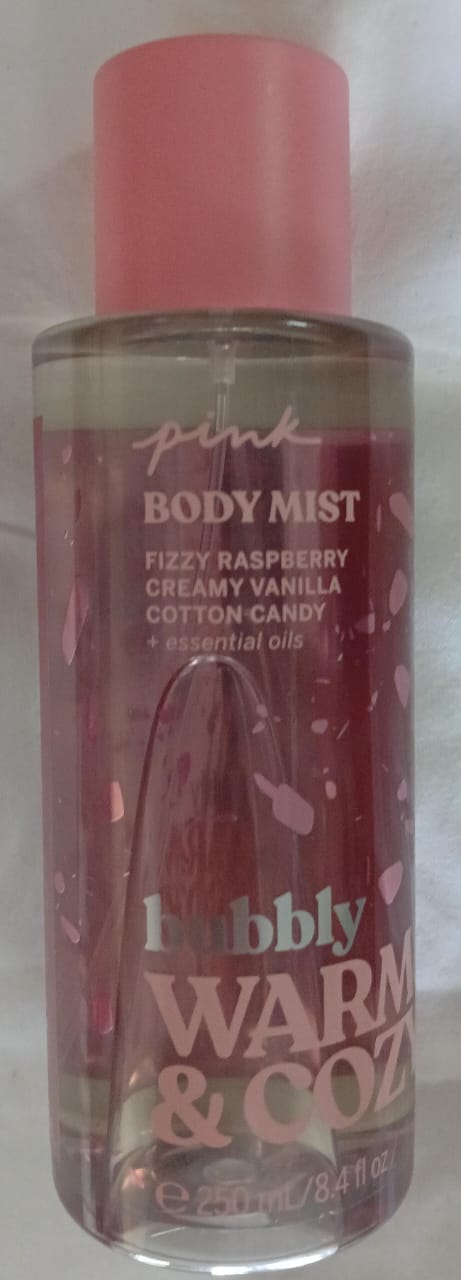 pink
BODY MIST
FIZZY RASPBERRY
CREAMY VANILLA
COTTON CANDY
+ essential oils
bubbly
WARM
& COZY
℮ 250 mL/8.4 fl oz